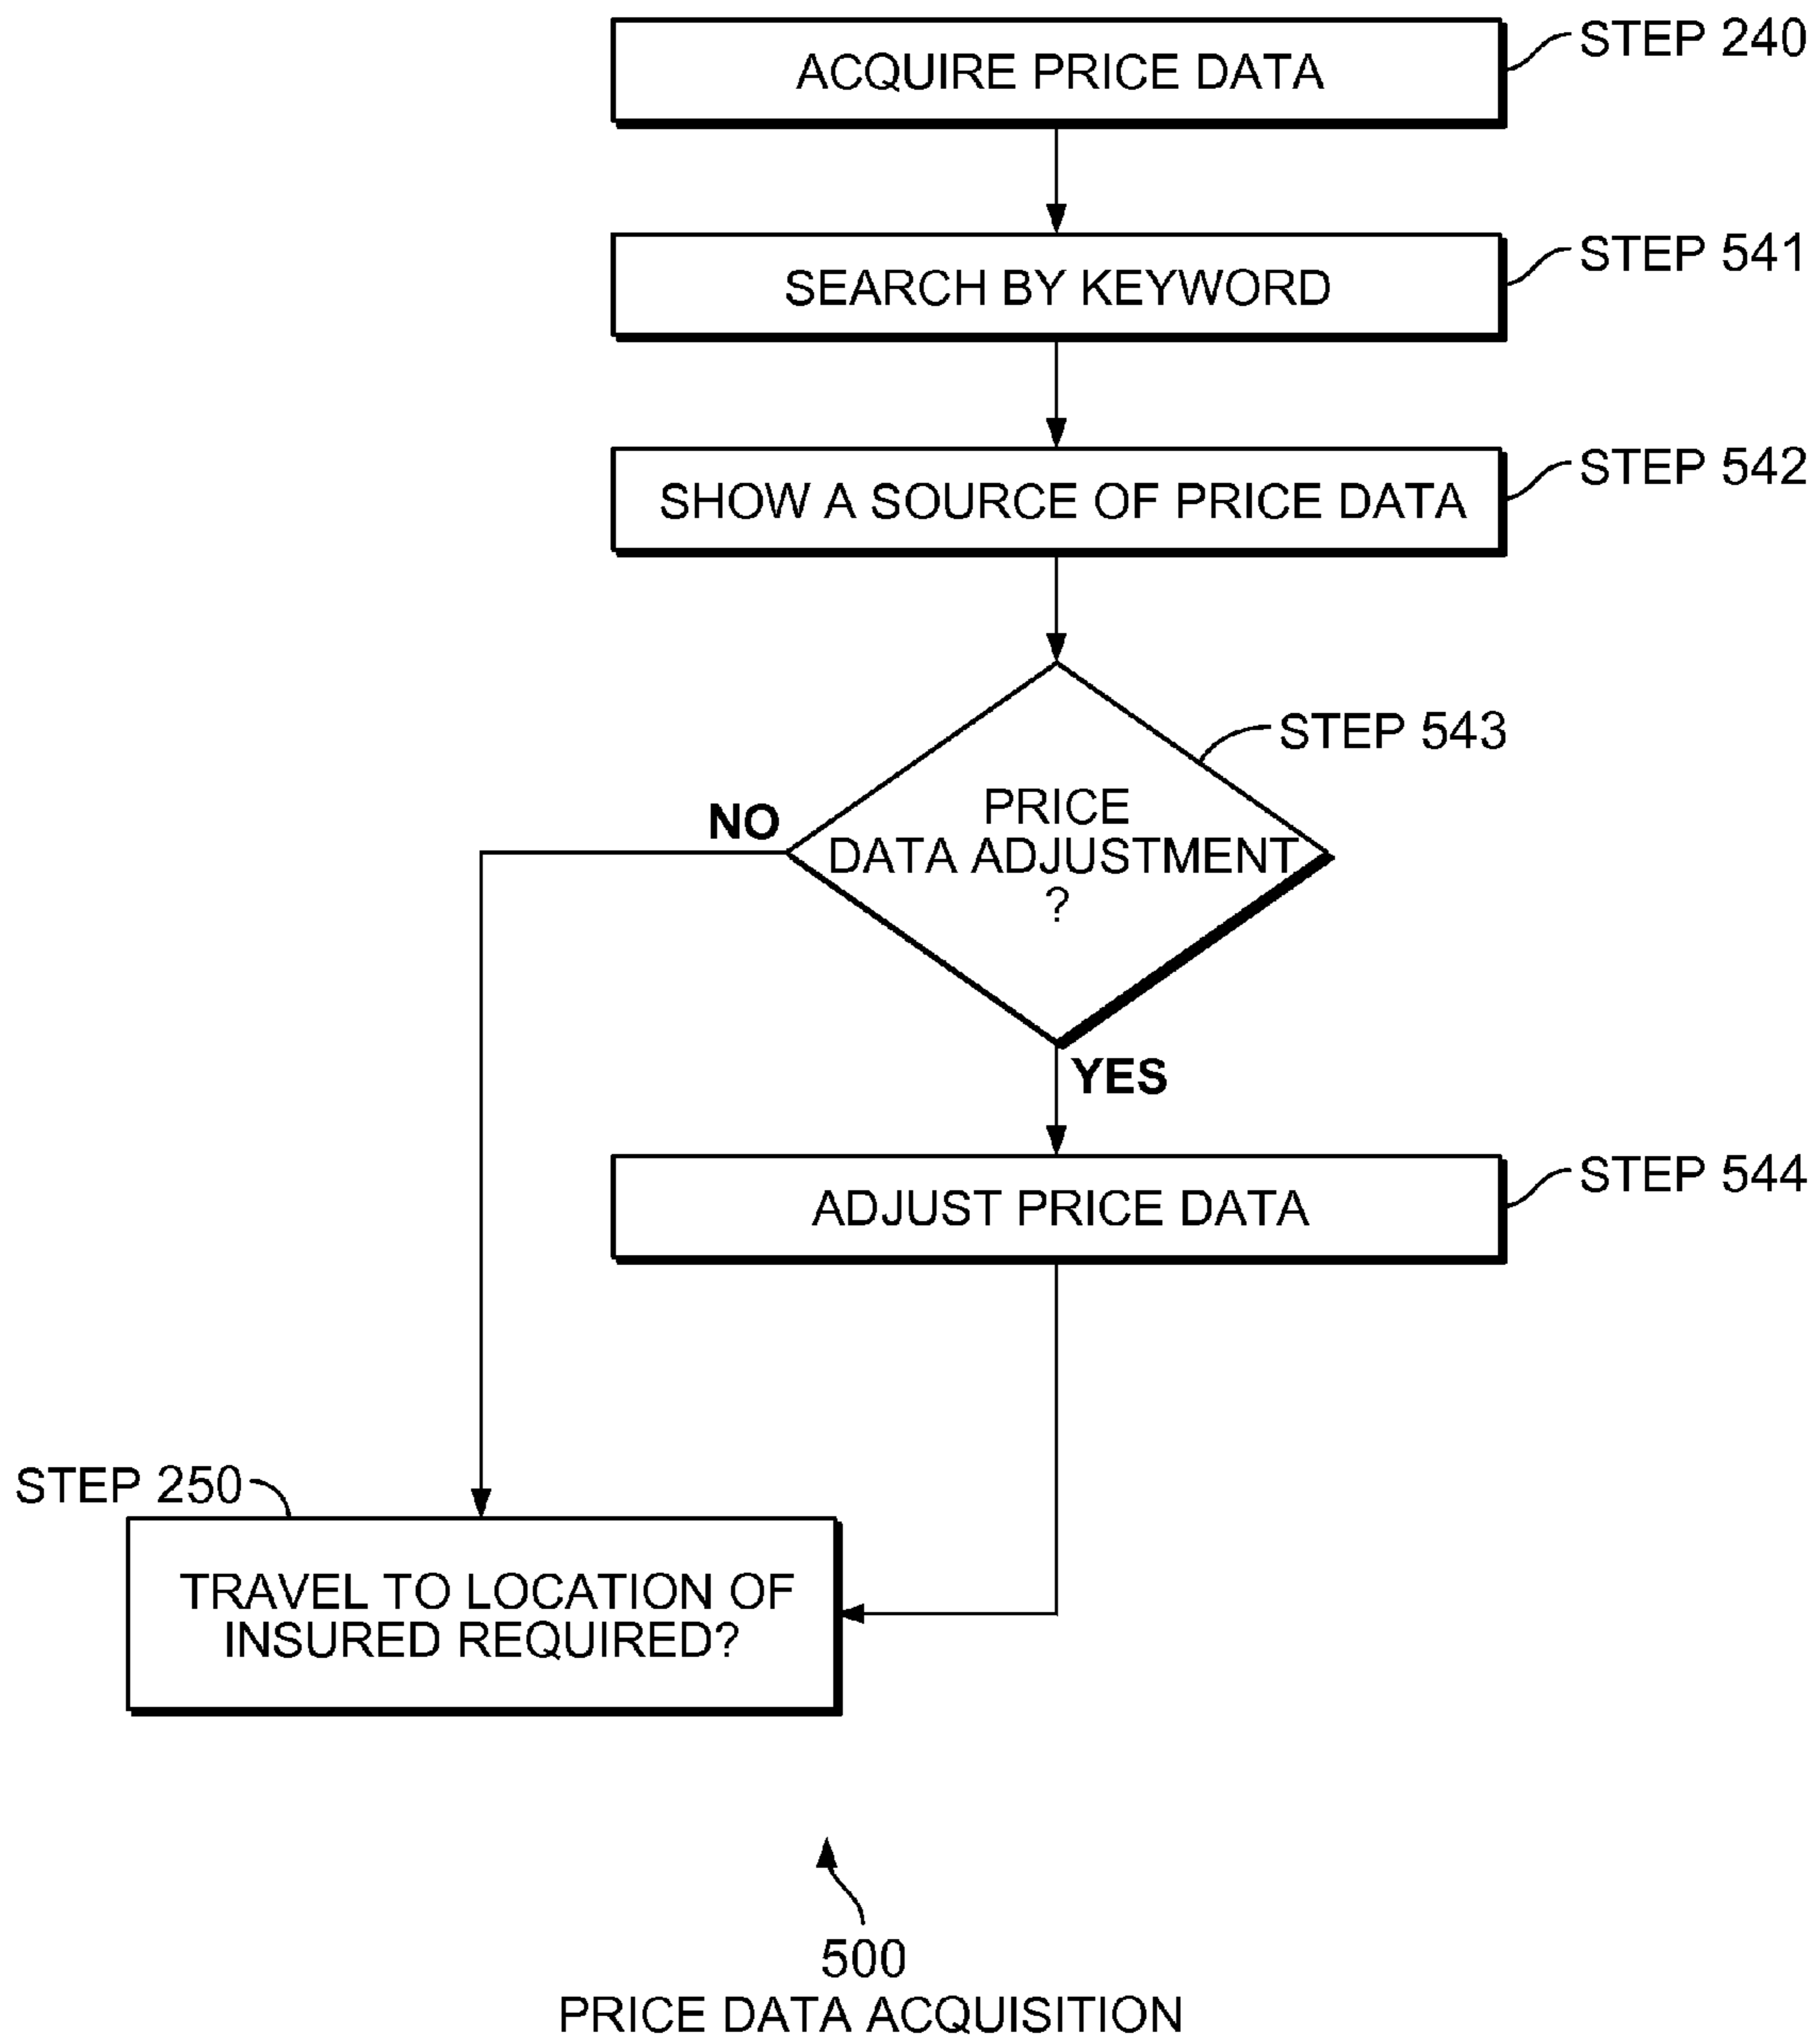 ACQUIRE PRICE DATA
STEP 240
SEARCH BY KEYWORD
STEP 541
SHOW A SOURCE OF PRICE DATA
STEP 542
STEP 543
PRICE
DATA ADJUSTMENT
?
NO
YES
ADJUST PRICE DATA
STEP 544
STEP 250
TRAVEL TO LOCATION OF
INSURED REQUIRED?
500
PRICE DATA ACQUISITION